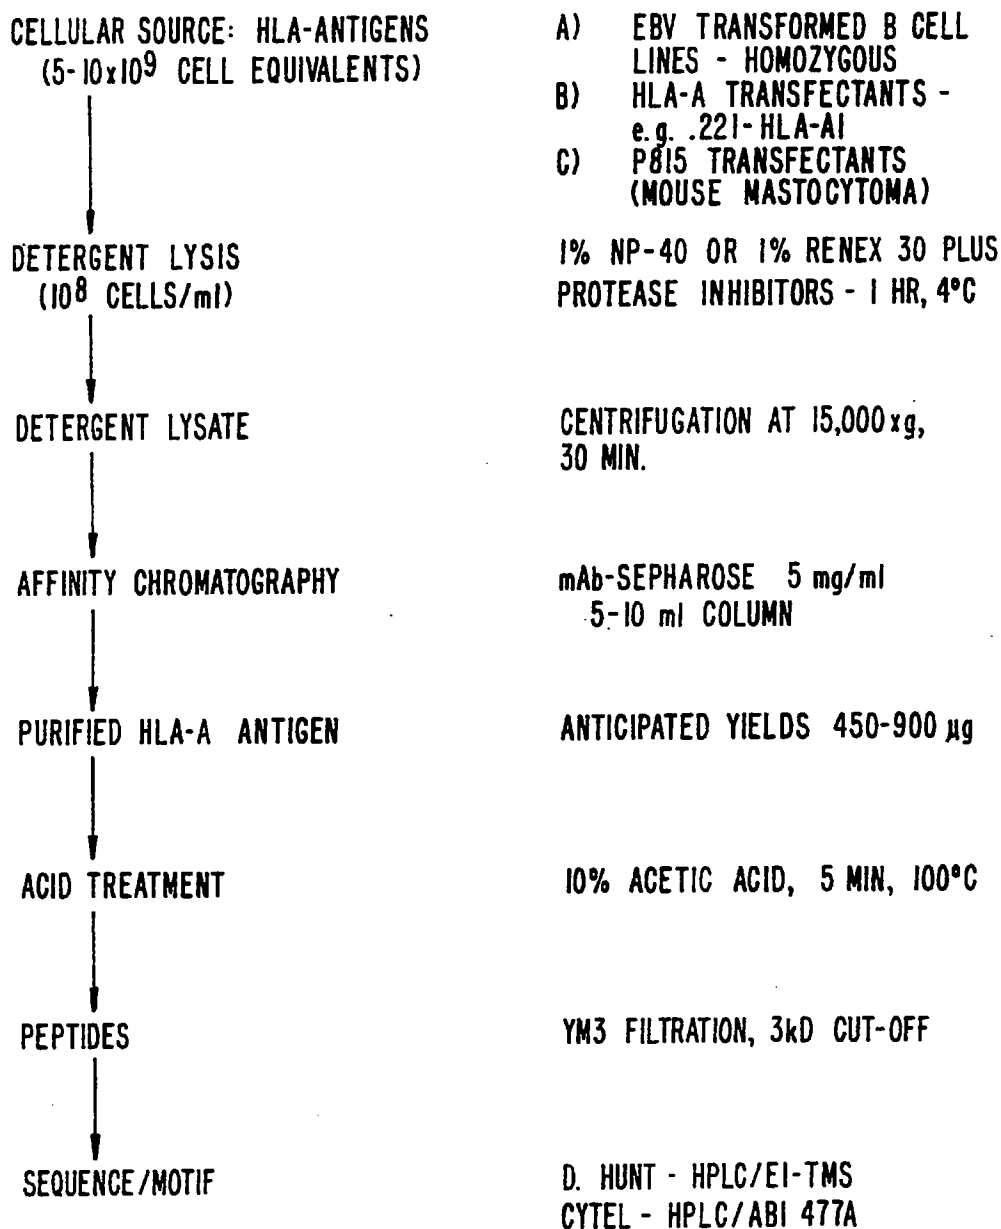 CELLULAR SOURCE: HLA-ANTIGENS
(5-10x10⁹ CELL EQUIVALENTS)
A) EBV TRANSFORMED B CELL
LINES - HOMOZYGOUS
B) HLA-A TRANSFECTANTS -
e.g. .221-HLA-A1
C) P815 TRANSFECTANTS
(MOUSE MASTOCYTOMA)
DETERGENT LYSIS
(10⁸ CELLS/ml)
1% NP-40 OR 1% RENEX 30 PLUS
PROTEASE INHIBITORS - 1 HR, 4°C
DETERGENT LYSATE
CENTRIFUGATION AT 15,000xg,
30 MIN.
AFFINITY CHROMATOGRAPHY
mAb-SEPHAROSE 5 mg/ml
5-10 ml COLUMN
PURIFIED HLA-A ANTIGEN
ANTICIPATED YIELDS 450-900 µg
ACID TREATMENT
10% ACETIC ACID, 5 MIN, 100°C
PEPTIDES
YM3 FILTRATION, 3kD CUT-OFF
SEQUENCE/MOTIF
D. HUNT - HPLC/EI-TMS
CYTEL - HPLC/ABI 477A